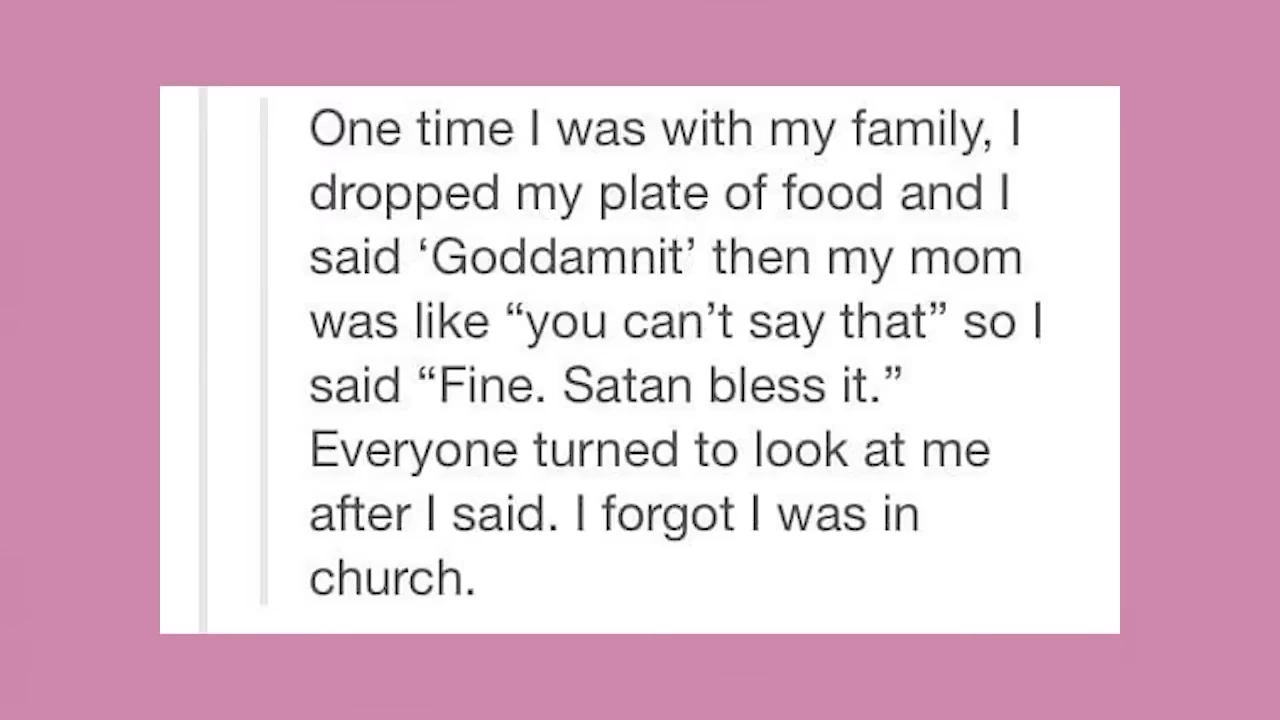 One time I was with my family, I
dropped my plate of food and I
said ‘Goddamnit’ then my mom
was like “you can’t say that” so I
said “Fine. Satan bless it.”
Everyone turned to look at me
after I said. I forgot I was in
church.